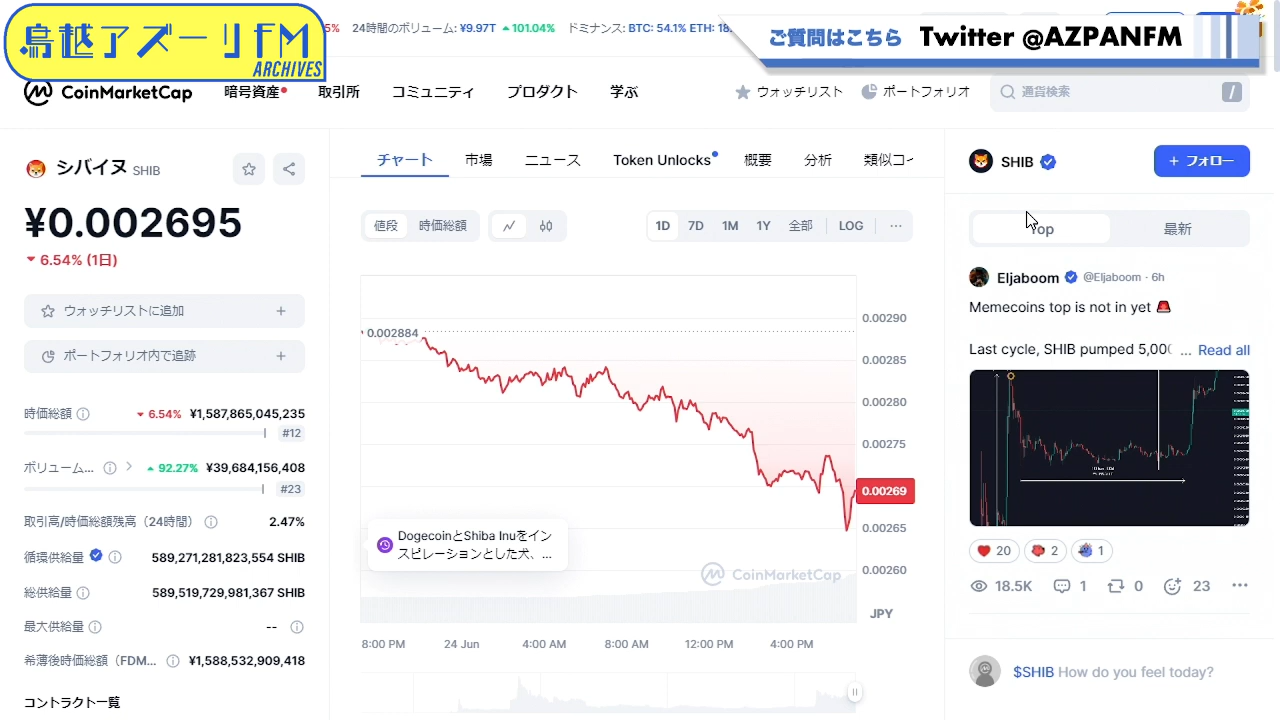 鳥越アズーリFM
ARCHIVES
5% 24時間のボリューム: ¥9.97T 101.04% ドミナンス: BTC: 54.1% ETH: 18.
ご質問はこちら Twitter @AZPANFM
CoinMarketCap 暗号資産 取引所 コミュニティ プロダクト 学ぶ ウォッチリスト ポートフォリオ 通貨検索 /
シバイヌ SHIB
¥0.002695
6.54% (1日)
ウォッチリストに追加 +
ポートフォリオ内で追跡 +
時価総額 6.54% ¥1,587,865,045,235
#12
ボリューム... 92.27% ¥39,684,156,408
#23
取引高/時価総額残高（24時間） 2.47%
循環供給量 589,271,281,823,554 SHIB
総供給量 589,519,729,981,367 SHIB
最大供給量 --
希薄後時価総額（FDM... ¥1,588,532,909,418
コントラクト一覧
チャート 市場 ニュース Token Unlocks 概要 分析 類似コー
値段 時価総額 1D 7D 1M 1Y 全部 LOG ...
0.002884
0.00290
0.00285
0.00280
0.00275
0.00269
0.00265
0.00260
DogecoinとShiba Inuをイン
スピレーションとした犬、...
CoinMarketCap
JPY
8:00 PM 24 Jun 4:00 AM 8:00 AM 12:00 PM 4:00 PM
SHIB + フォロー
Top 最新
Eljaboom @Eljaboom · 6h
Memecoins top is not in yet 🚨
Last cycle, SHIB pumped 5,00 ... Read all
20 2 1
18.5K 1 0 23 ...
$SHIB How do you feel today?